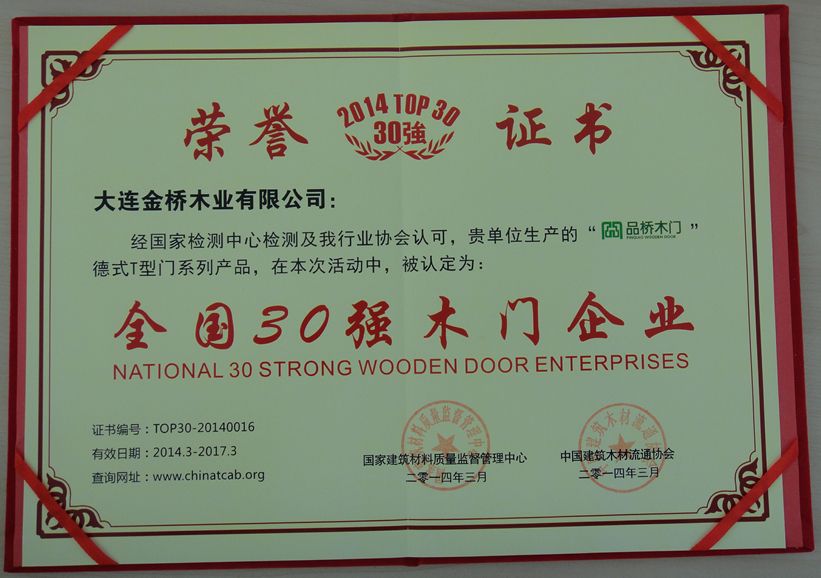 荣誉 2014 TOP 30 30強 证书
大连金桥木业有限公司：
经国家检测中心检测及我行业协会认可，贵单位生产的“品桥木门”
PINQIAO WOODEN DOOR
德式T型门系列产品，在本次活动中，被认定为：
全国30强木门企业
NATIONAL 30 STRONG WOODEN DOOR ENTERPRISES
证书编号：TOP30-20140016
有效日期：2014.3-2017.3
查询网址：www.chinatcab.org
国家建筑材料质量监督管理中心
二零一四年三月
中国建筑木材流通协会
二零一四年三月